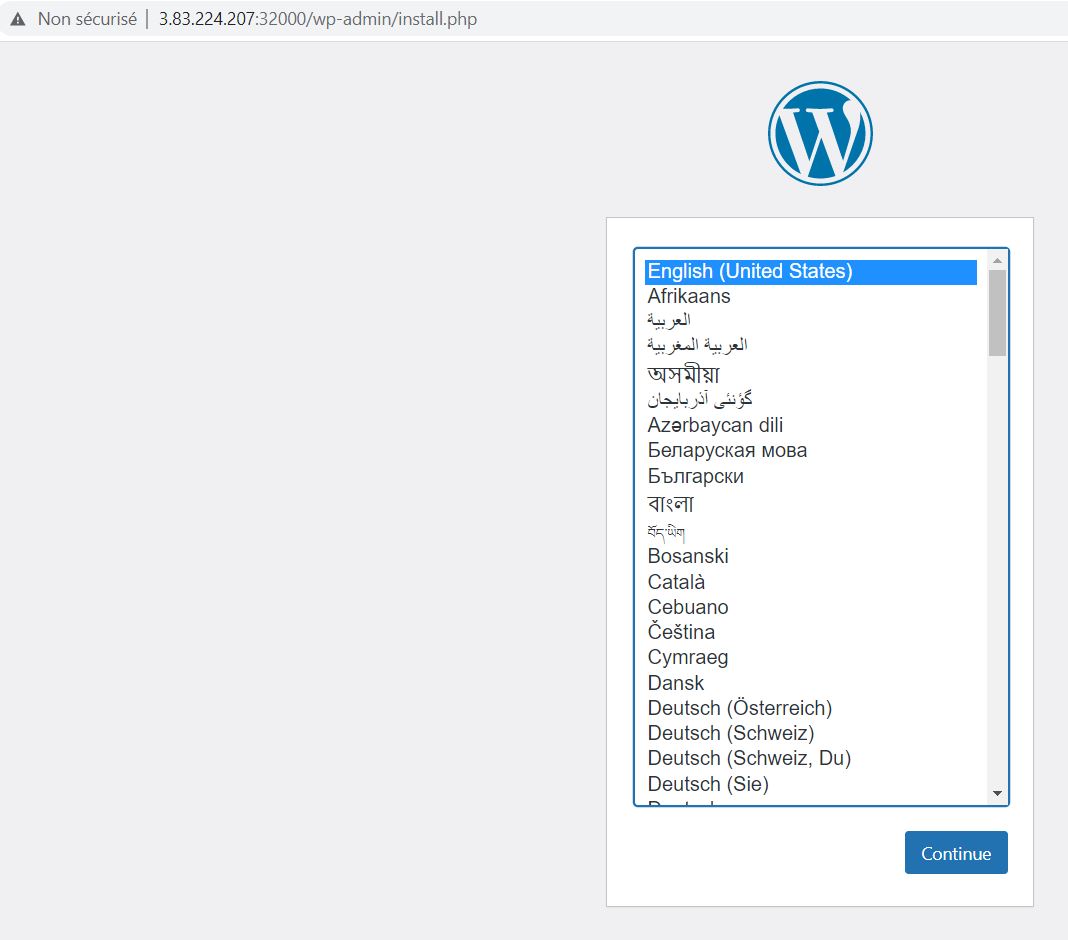 Non sécurisé | 3.83.224.207:32000/wp-admin/install.php
English (United States)
Afrikaans
العربية
العربية المغربية
অসমীয়া
گؤنئی آذربایجان
Azərbaycan dili
Беларуская мова
Български
বাংলা
བོད་ཡིག
Bosanski
Català
Cebuano
Čeština
Cymraeg
Dansk
Deutsch (Österreich)
Deutsch (Schweiz)
Deutsch (Schweiz, Du)
Deutsch (Sie)
Continue